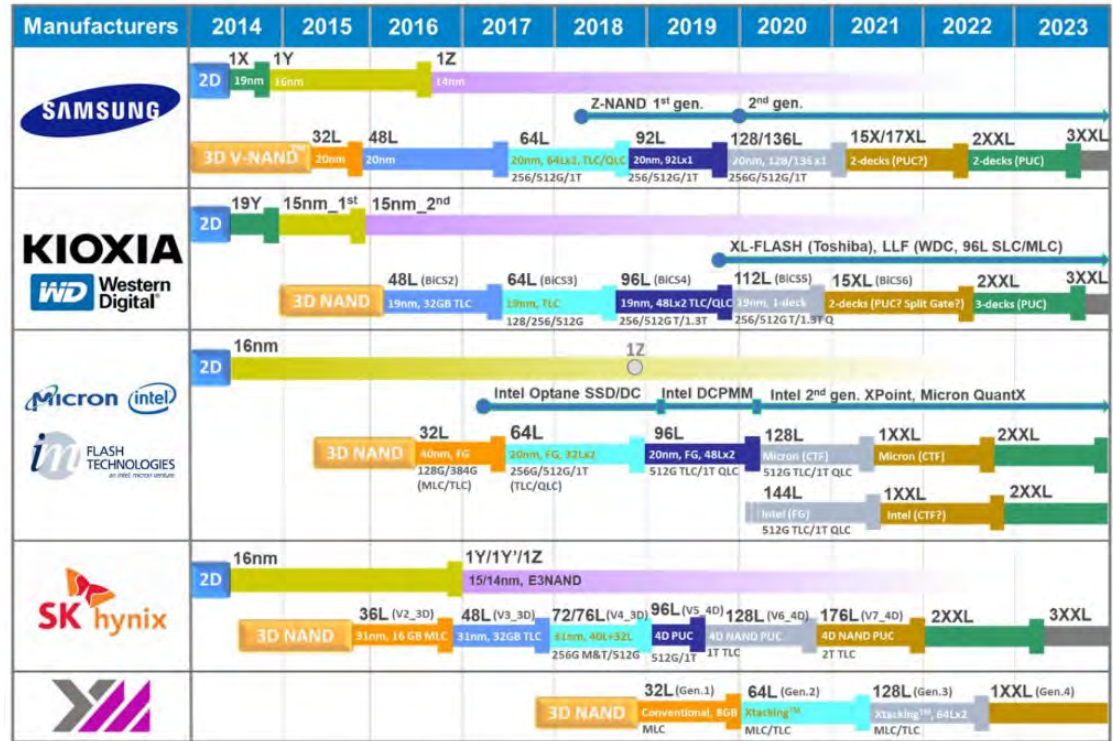 Manufacturers 2014 2015 2016 2017 2018 2019 2020 2021 2022 2023
SAMSUNG
1X 1Y 1Z
2D 19nm 16nm 14nm
Z-NAND 1st gen. 2nd gen.
32L 48L 64L 92L 128/136L 15X/17XL 2XXL 3XXL
3D V-NAND™ 20nm 20nm 20nm, 64Lx1, TLC/QLC 20nm, 92Lx1 20nm, 128/136 x1 2-decks (PUC?) 2-decks (PUC)
256/512G/1T 256/512G/1T 256G/512G/1T
KIOXIA
WD Western
Digital®
19Y 15nm_1st 15nm_2nd
2D
XL-FLASH (Toshiba), LLF (WDC, 96L SLC/MLC)
48L (BiCS2) 64L (BiCS3) 96L (BiCS4) 112L (BiCS5) 15XL (BiCS6) 2XXL 3XXL
3D NAND 19nm, 32GB TLC 19nm, TLC 19nm, 48Lx2 TLC/QLC 19nm, 1-deck 2-decks (PUC? Split Gate?) 3-decks (PUC)
128/256/512G 256/512G T/1.3T 256/512G T/1.3T Q
Micron intel
im FLASH
TECHNOLOGIES
an intel, micron venture
16nm 1Z
2D
Intel Optane SSD/DC Intel DCPMM Intel 2nd gen. XPoint, Micron QuantX
32L 64L 96L 128L 1XXL 2XXL
3D NAND 40nm, FG 20nm, FG, 32Lx2 20nm, FG, 48Lx2 Micron (CTF) Micron (CTF)
128G/384G 256G/512G/1T 512G TLC/1T QLC 512G TLC/1T QLC
(MLC/TLC) (TLC/QLC)
144L 1XXL 2XXL
Intel (FG) Intel (CTF?)
512G TLC/1T QLC
SK hynix
16nm 1Y/1Y'/1Z
2D 15/14nm, E3NAND
36L (V2_3D) 48L (V3_3D) 72/76L (V4_3D) 96L (V5_4D) 128L (V6_4D) 176L (V7_4D) 2XXL 3XXL
3D NAND 31nm, 16 GB MLC 31nm, 32GB TLC 31nm, 40L+32L 4D PUC 4D NAND PUC 4D NAND PUC
256G M&T/512G 512G/1T 1T TLC 2T TLC
32L (Gen.1) 64L (Gen.2) 128L (Gen.3) 1XXL (Gen.4)
3D NAND Conventional, 8GB Xtacking™ Xtacking™, 64Lx2
MLC MLC/TLC MLC/TLC